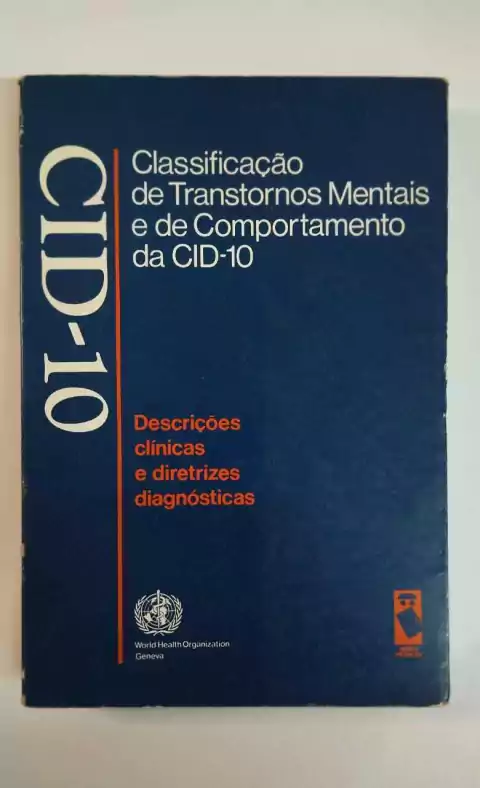 CID-10
Classificação
de Transtornos Mentais
e de Comportamento
da CID-10
Descrições
clínicas
e diretrizes
diagnósticas
World Health Organization
Geneva